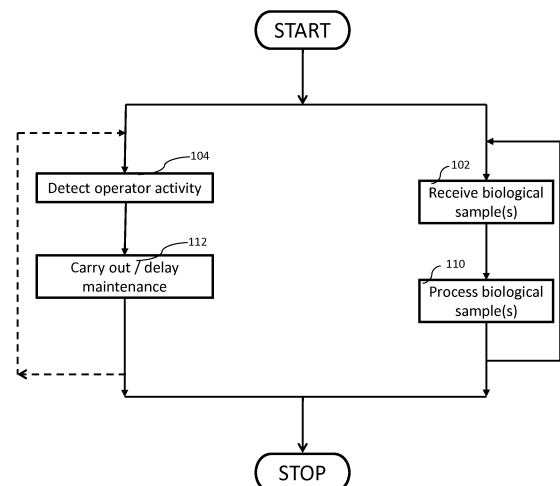 START
104
Detect operator activity
112
Carry out / delay
maintenance
102
Receive biological
sample(s)
110
Process biological
sample(s)
STOP